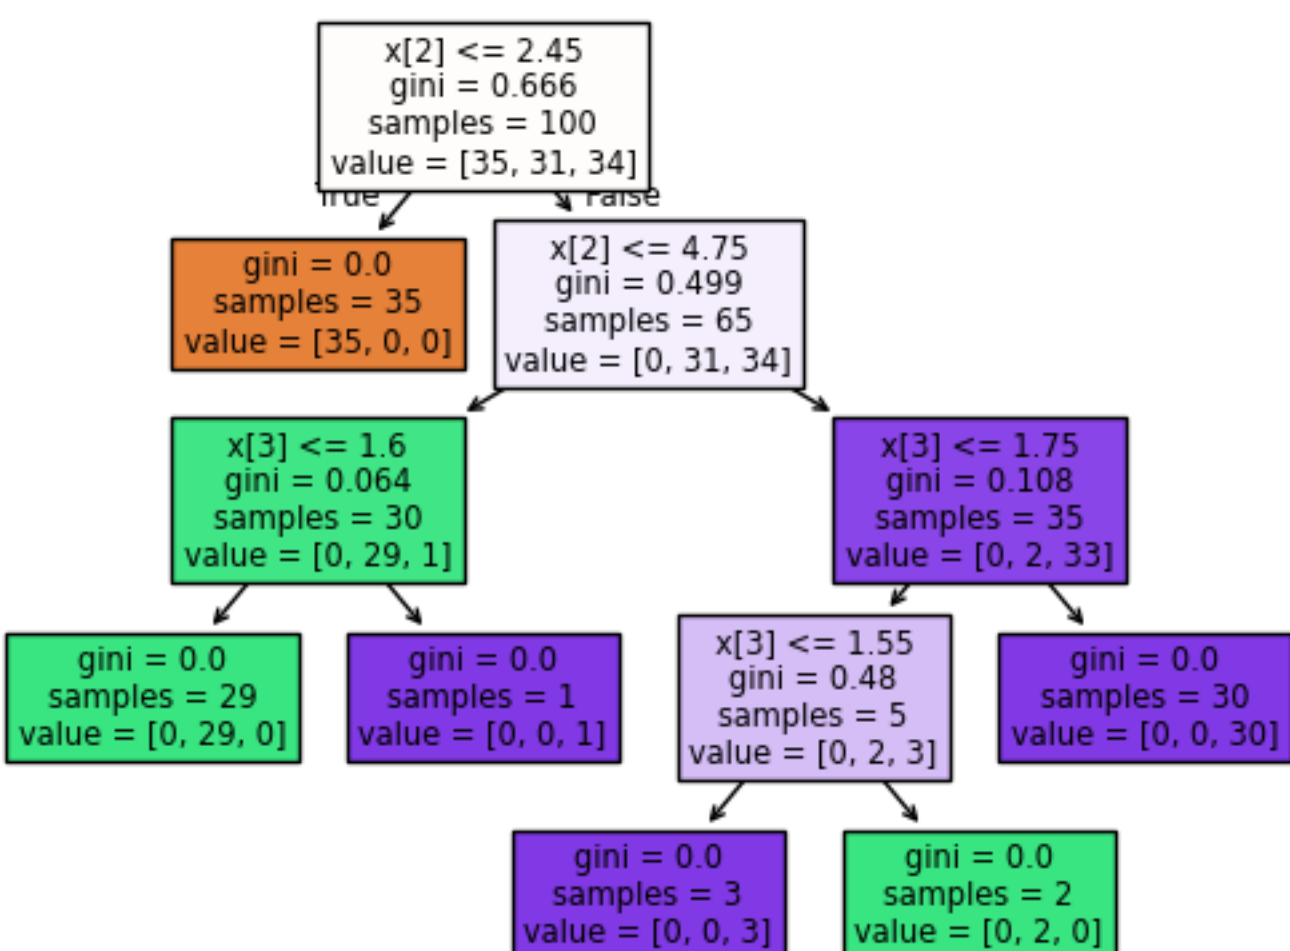 x[2] <= 2.45
gini = 0.666
samples = 100
value = [35, 31, 34]
True
False
gini = 0.0
samples = 35
value = [35, 0, 0]
x[2] <= 4.75
gini = 0.499
samples = 65
value = [0, 31, 34]
x[3] <= 1.6
gini = 0.064
samples = 30
value = [0, 29, 1]
x[3] <= 1.75
gini = 0.108
samples = 35
value = [0, 2, 33]
gini = 0.0
samples = 29
value = [0, 29, 0]
gini = 0.0
samples = 1
value = [0, 0, 1]
x[3] <= 1.55
gini = 0.48
samples = 5
value = [0, 2, 3]
gini = 0.0
samples = 30
value = [0, 0, 30]
gini = 0.0
samples = 3
value = [0, 0, 3]
gini = 0.0
samples = 2
value = [0, 2, 0]